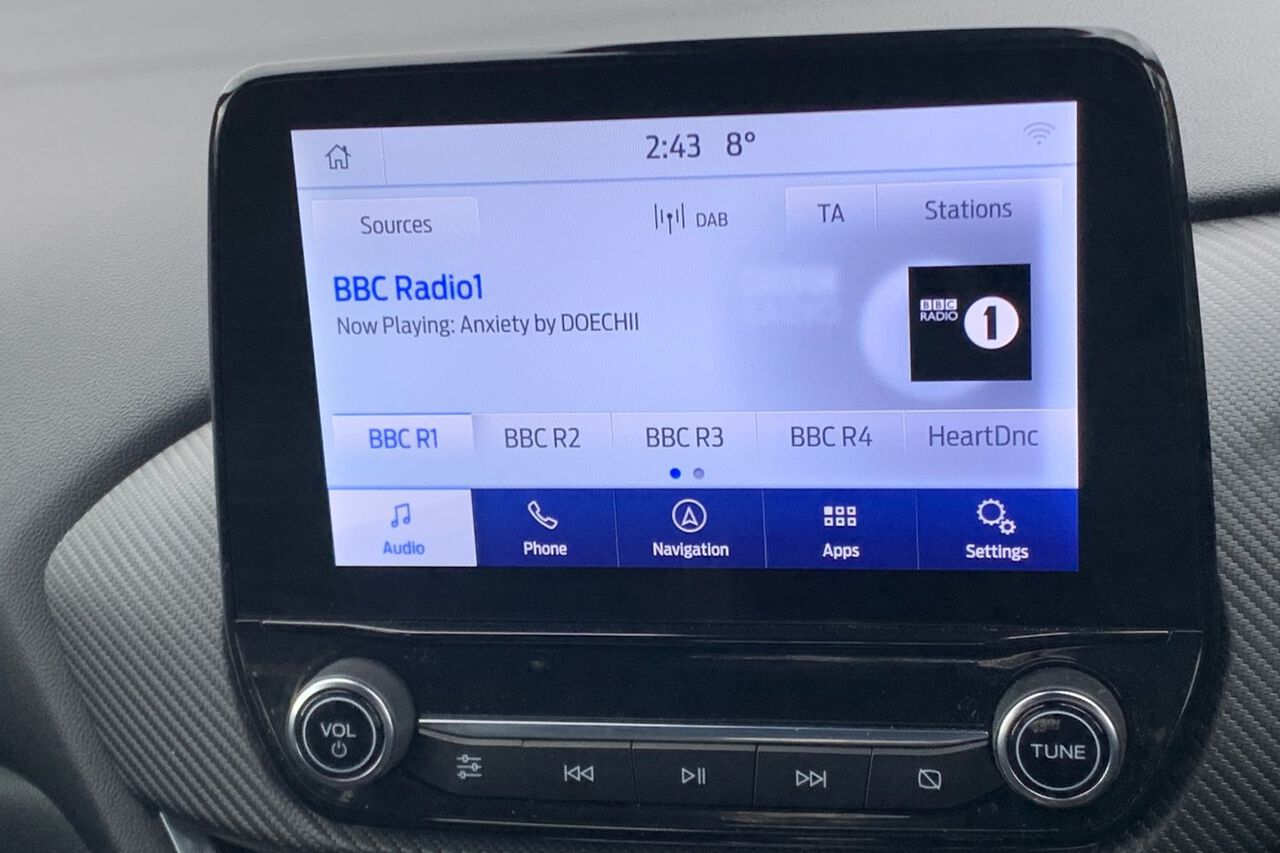 2:43 8°
Sources
DAB
TA
Stations
BBC Radio1
Now Playing: Anxiety by DOECHII
BBC
RADIO
1
BBC R1
BBC R2
BBC R3
BBC R4
HeartDnc
Audio
Phone
Navigation
Apps
Settings
VOL
TUNE